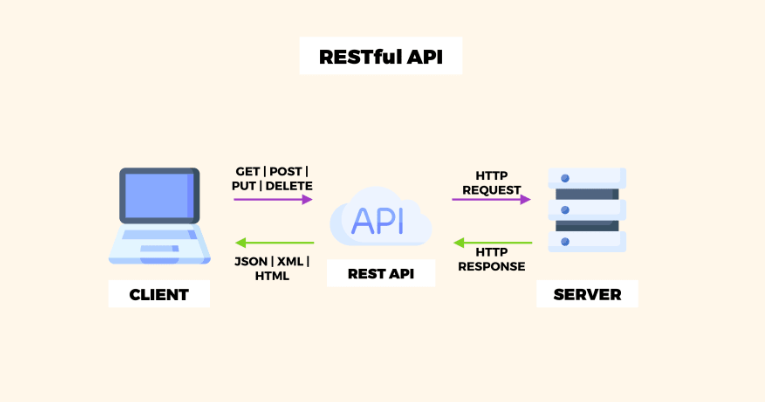 RESTful API
GET | POST |
PUT | DELETE
HTTP
REQUEST
API
JSON | XML |
HTML
REST API
HTTP
RESPONSE
CLIENT
SERVER